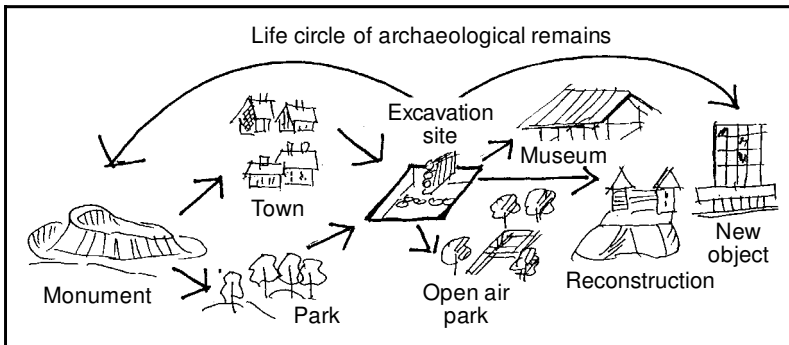 Life circle of archaeological remains
Excavation
site
Museum
Town
New
object
Monument
Park
Open air
park
Reconstruction